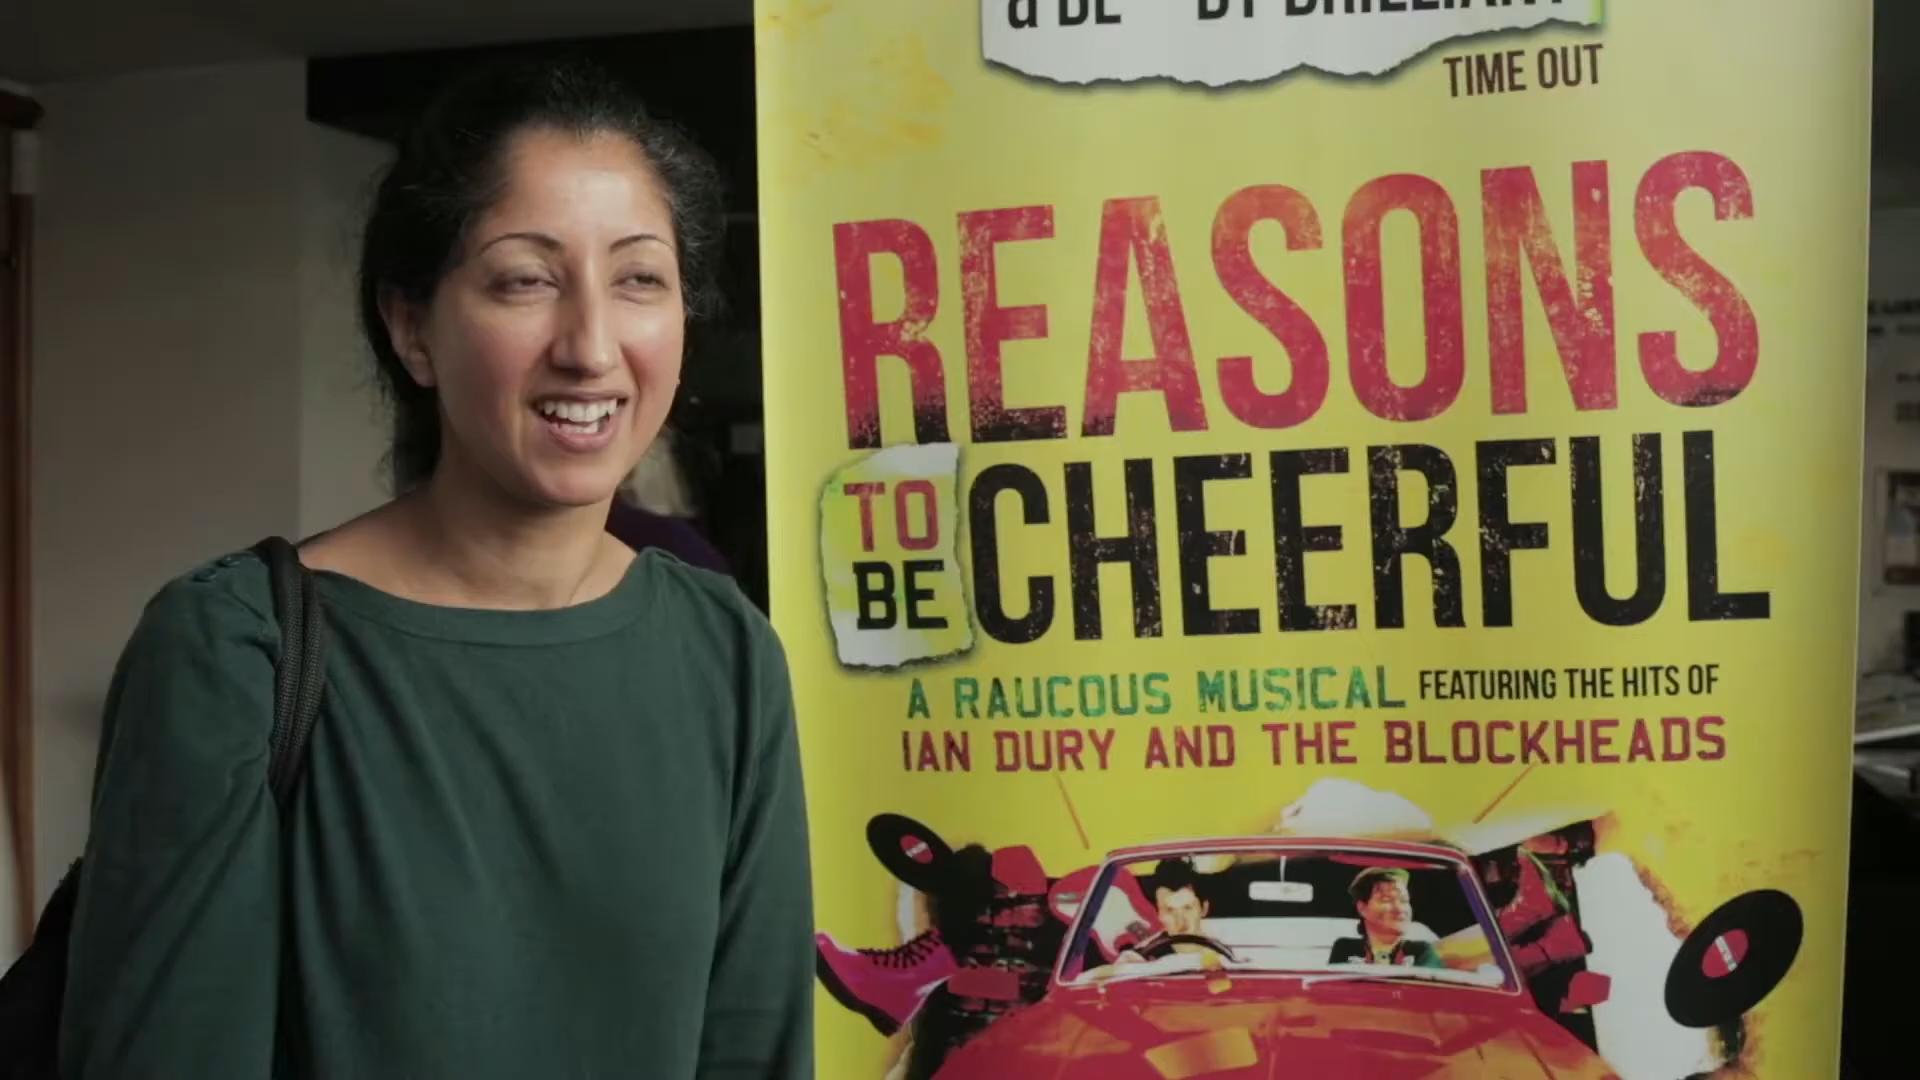 TIME OUT
REASONS
TO
BE
CHEERFUL
A RAUCOUS MUSICAL FEATURING THE HITS OF
IAN DURY AND THE BLOCKHEADS